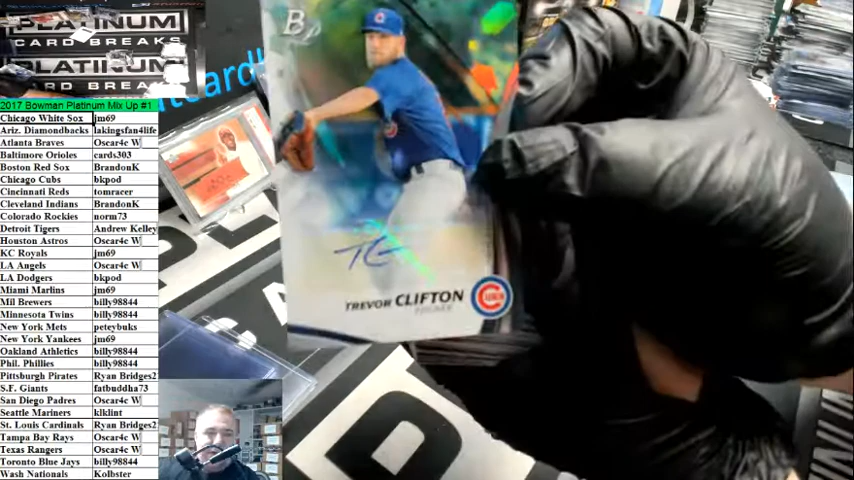 PLATINUM
CARD BREAKS
PLATINUM
RD BREAK
2017 Bowman Platinum Mix Up #1
Chicago White Sox jm69
Ariz. Diamondbacks lakingsfan4life
Atlanta Braves Oscar4c W
Baltimore Orioles cards303
Boston Red Sox BrandonK
Chicago Cubs bkpod
Cincinnati Reds tomracer
Cleveland Indians BrandonK
Colorado Rockies norm73
Detroit Tigers Andrew Kelley
Houston Astros Oscar4c W
KC Royals jm69
LA Angels Oscar4c W
LA Dodgers bkpod
Miami Marlins jm69
Mil Brewers billy98844
Minnesota Twins billy98844
New York Mets peteybuks
New York Yankees jm69
Oakland Athletics billy98844
Phil. Phillies billy98844
Pittsburgh Pirates Ryan Bridges2
S.F. Giants fatbuddha73
San Diego Padres Oscar4c W
Seattle Mariners klklint
St. Louis Cardinals Ryan Bridges2
Tampa Bay Rays Oscar4c W
Texas Rangers Oscar4c W
Toronto Blue Jays billy98844
Wash Nationals Kolbster
B
TREVOR CLIFTON
PITCHER
CUBS